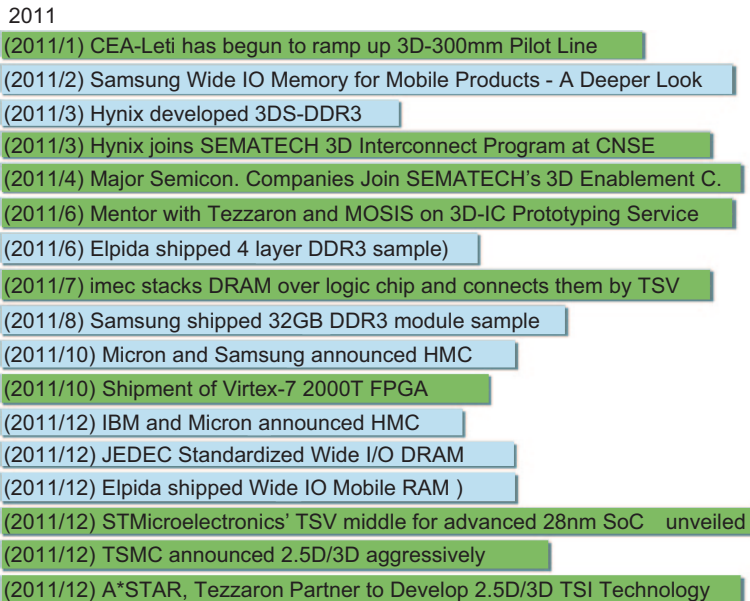 2011
(2011/1) CEA-Leti has begun to ramp up 3D-300mm Pilot Line
(2011/2) Samsung Wide IO Memory for Mobile Products - A Deeper Look
(2011/3) Hynix developed 3DS-DDR3
(2011/3) Hynix joins SEMATECH 3D Interconnect Program at CNSE
(2011/4) Major Semicon. Companies Join SEMATECH's 3D Enablement C.
(2011/6) Mentor with Tezzaron and MOSIS on 3D-IC Prototyping Service
(2011/6) Elpida shipped 4 layer DDR3 sample)
(2011/7) imec stacks DRAM over logic chip and connects them by TSV
(2011/8) Samsung shipped 32GB DDR3 module sample
(2011/10) Micron and Samsung announced HMC
(2011/10) Shipment of Virtex-7 2000T FPGA
(2011/12) IBM and Micron announced HMC
(2011/12) JEDEC Standardized Wide I/O DRAM
(2011/12) Elpida shipped Wide IO Mobile RAM )
(2011/12) STMicroelectronics' TSV middle for advanced 28nm SoC unveiled
(2011/12) TSMC announced 2.5D/3D aggressively
(2011/12) A*STAR, Tezzaron Partner to Develop 2.5D/3D TSI Technology